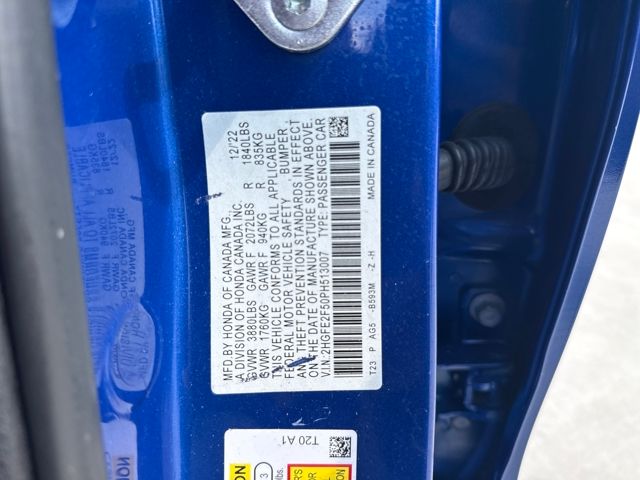 MFD.BY HONDA OF CANADA MFG. 12/'22
A DIVISION OF HONDA CANADA INC.
GVWR 3880LBS GAWR F 2072LBS R 1840LBS
GVWR 1760KG GAWR F 940KG R 835KG
THIS VEHICLE CONFORMS TO ALL APPLICABLE
FEDERAL MOTOR VEHICLE SAFETY, BUMPER
AND THEFT PREVENTION STANDARDS IN EFFECT
ON THE DATE OF MANUFACTURE SHOWN ABOVE.
V.I.N.:2HGFE2F50PH513007 TYPE:PASSENGER CAR
T23 P AG5 -B593M -Z -H MADE IN CANADA
T20 A1
3